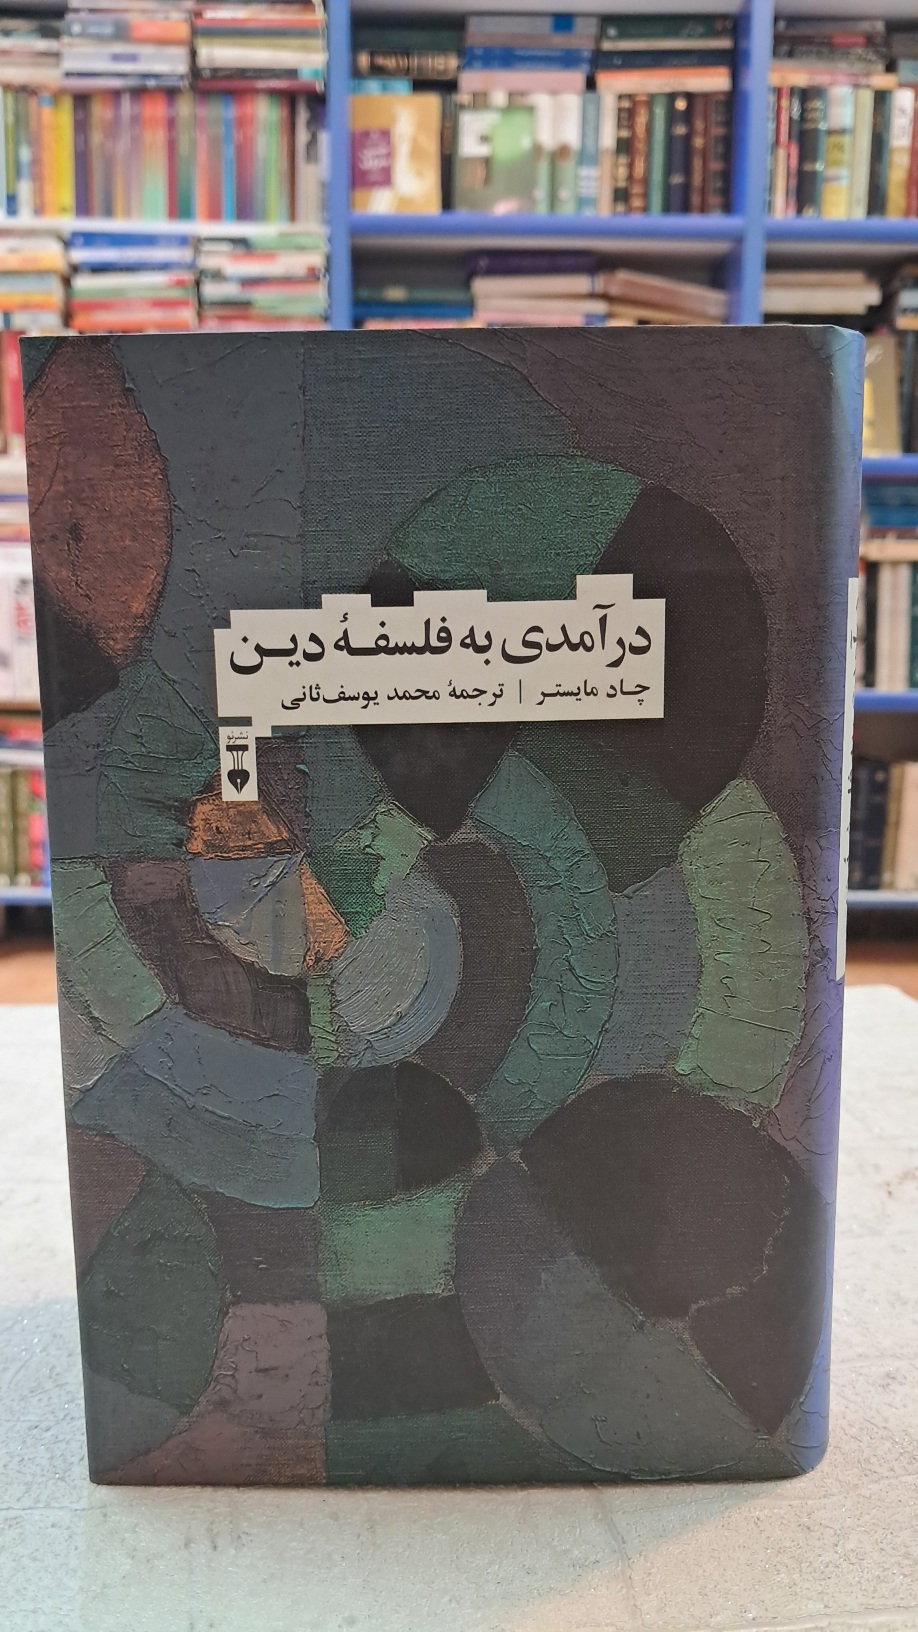 درآمدی به فلسفهٔ دین
چاد مایستر | ترجمهٔ محمد یوسف‌ثانی
نشرنو